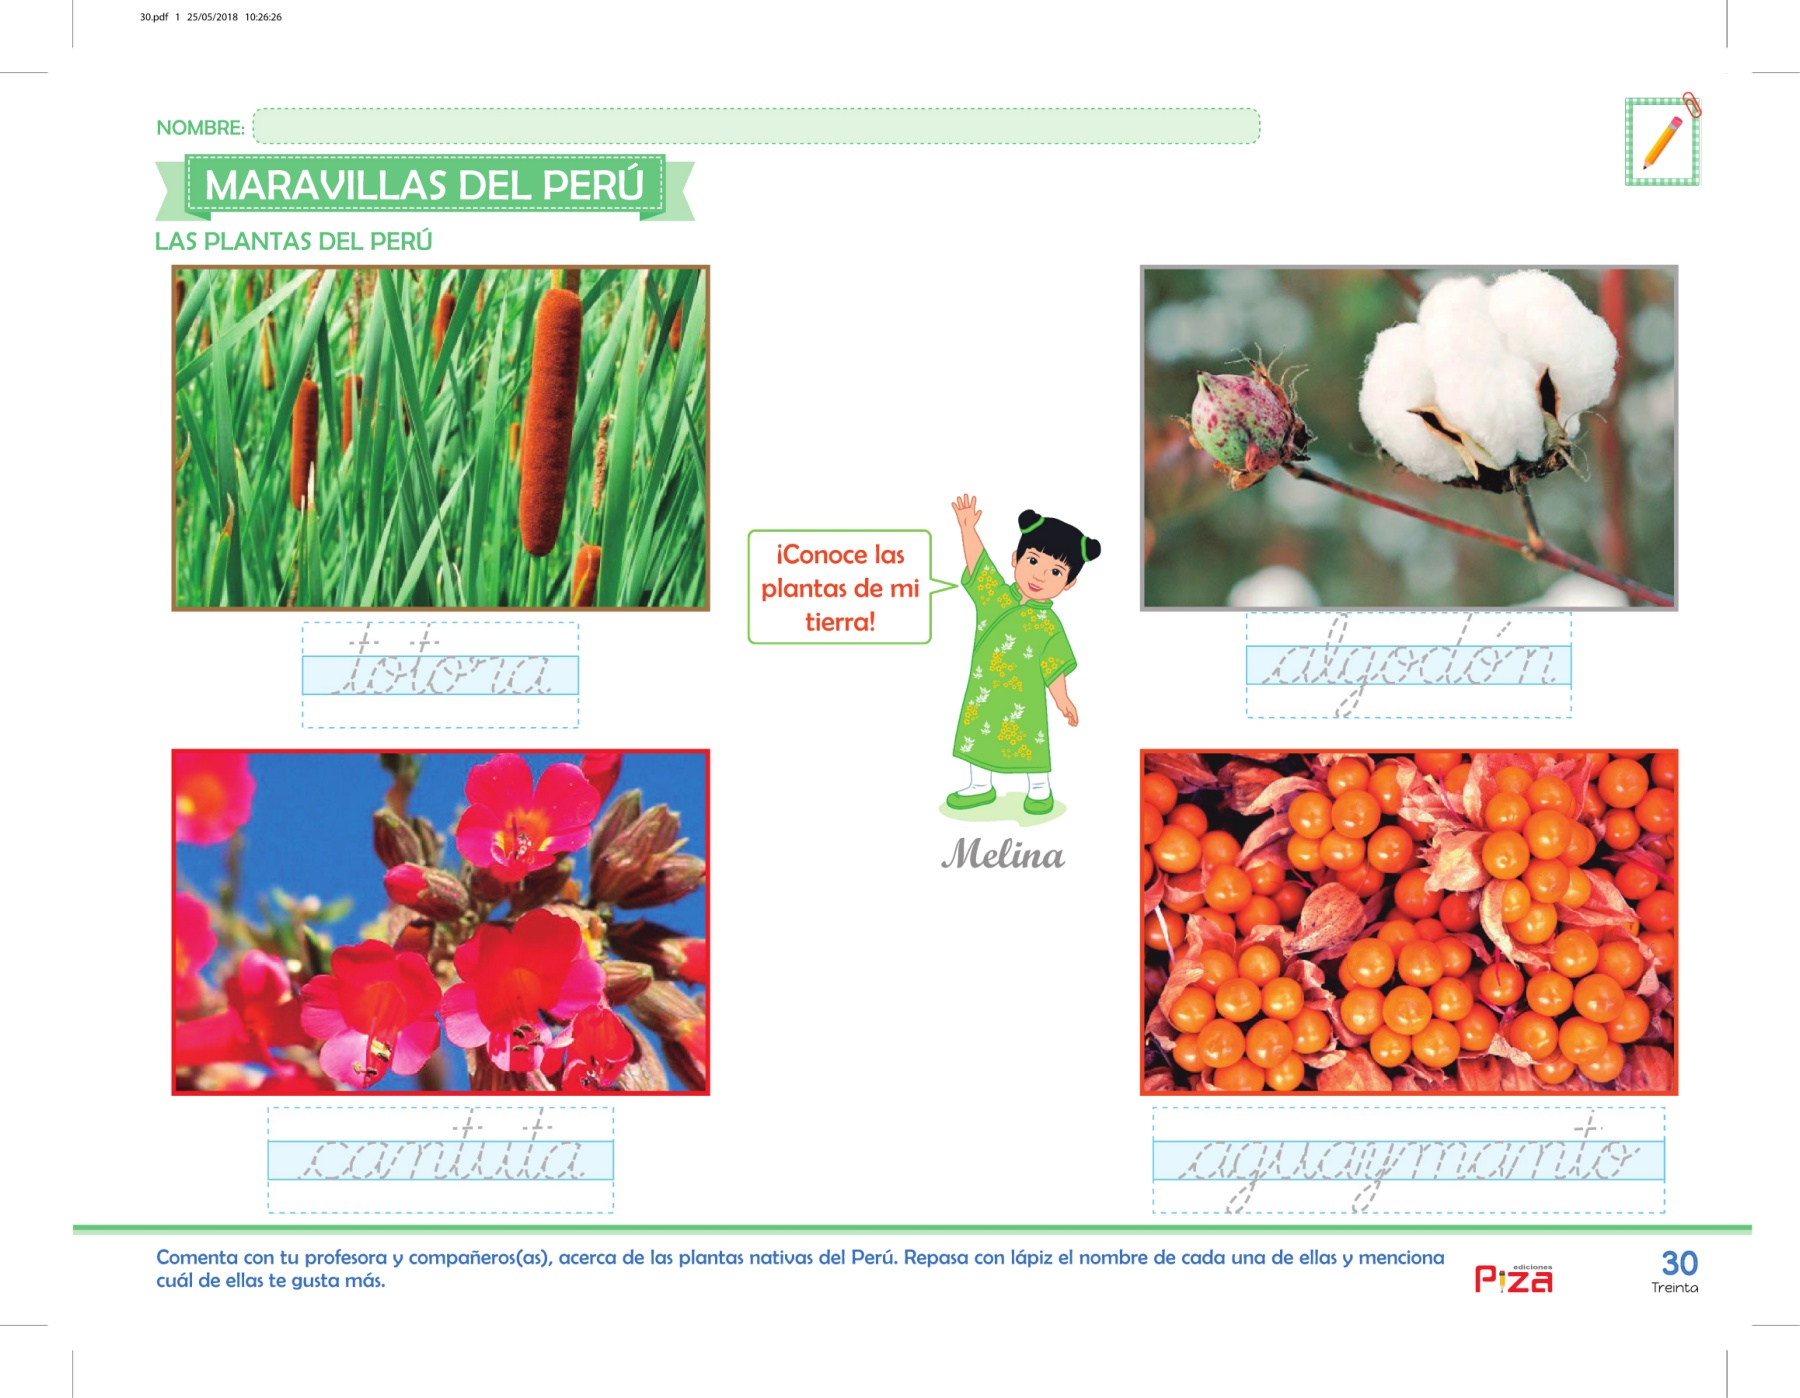 30.pdf 1 25/05/2018 10:26:26
NOMBRE:
MARAVILLAS DEL PERÚ
LAS PLANTAS DEL PERÚ
totora
algodón
¡Conoce las
plantas de mi
tierra!
Melina
cantuta
aguaymanto
Comenta con tu profesora y compañeros(as), acerca de las plantas nativas del Perú. Repasa con lápiz el nombre de cada una de ellas y menciona
cuál de ellas te gusta más.
ediciones
Piza
30
Treinta